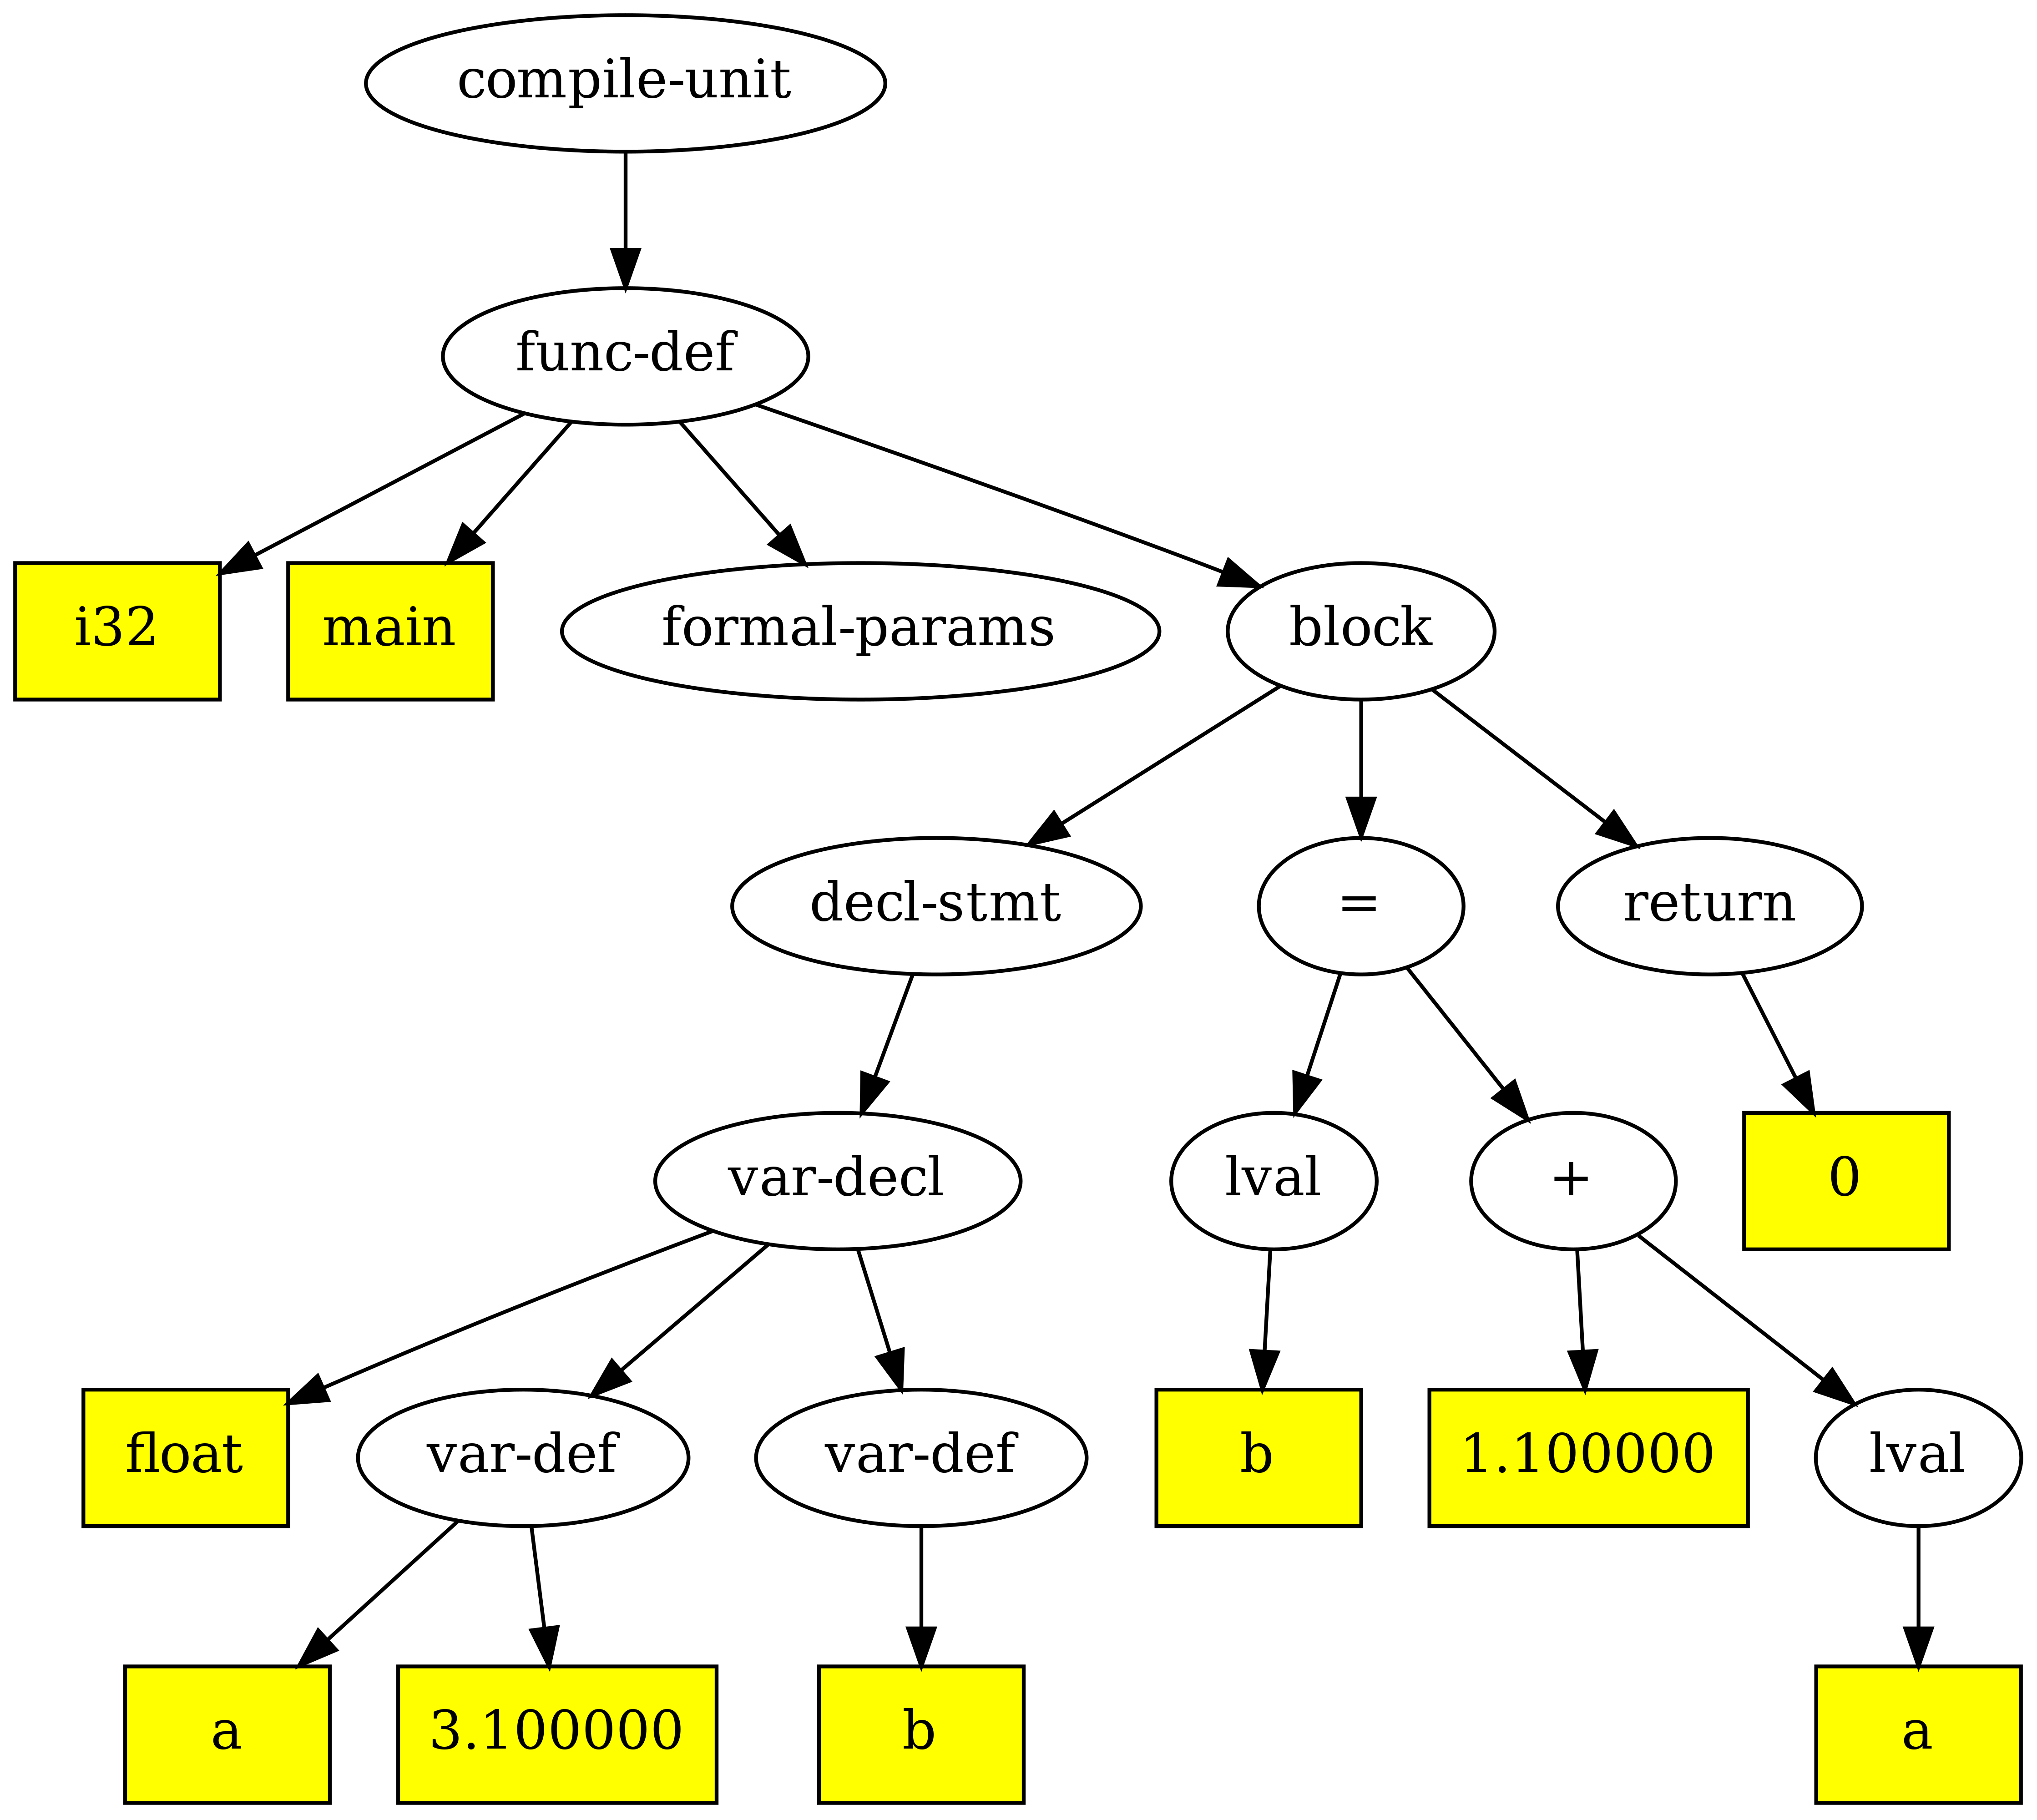 compile-unit
func-def
i32
main
formal-params
block
decl-stmt
=
return
var-decl
lval
+
0
float
var-def
var-def
b
1.100000
lval
a
3.100000
b
a